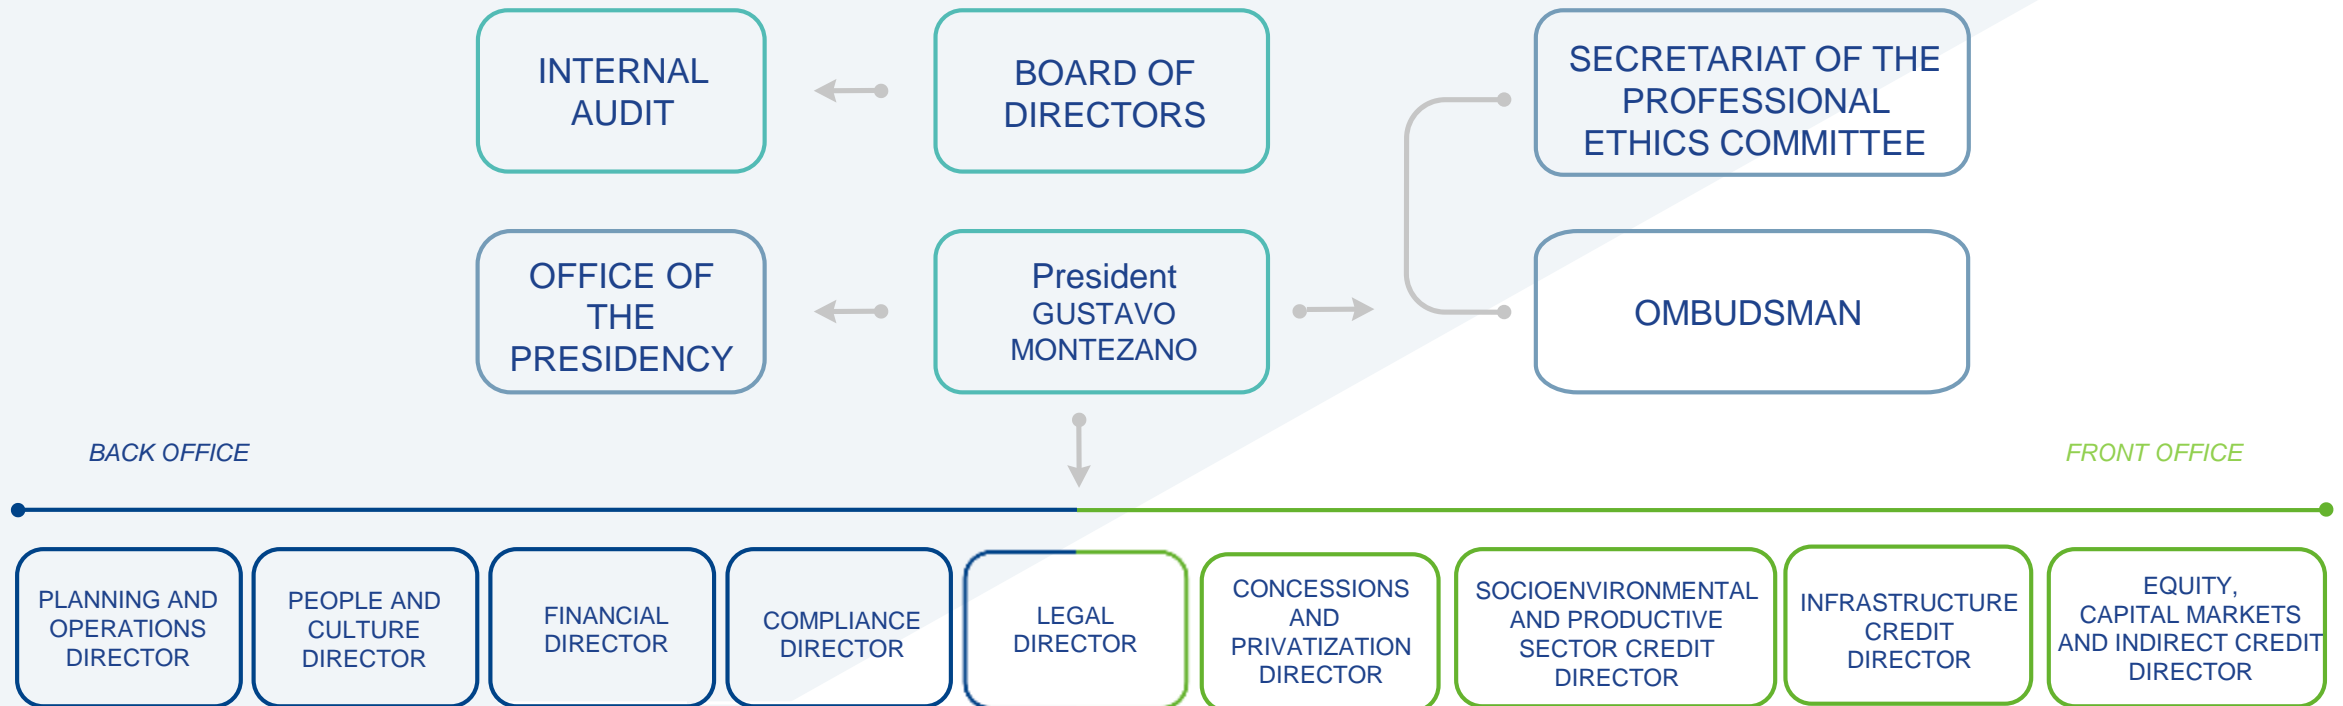 INTERNAL
AUDIT
BOARD OF
DIRECTORS
SECRETARIAT OF THE
PROFESSIONAL
ETHICS COMMITTEE
OFFICE OF
THE
PRESIDENCY
President
GUSTAVO
MONTEZANO
OMBUDSMAN
BACK OFFICE
FRONT OFFICE
PLANNING AND
OPERATIONS
DIRECTOR
PEOPLE AND
CULTURE
DIRECTOR
FINANCIAL
DIRECTOR
COMPLIANCE
DIRECTOR
LEGAL
DIRECTOR
CONCESSIONS
AND
PRIVATIZATION
DIRECTOR
SOCIOENVIRONMENTAL
AND PRODUCTIVE
SECTOR CREDIT
DIRECTOR
INFRASTRUCTURE
CREDIT
DIRECTOR
EQUITY,
CAPITAL MARKETS
AND INDIRECT CREDIT
DIRECTOR